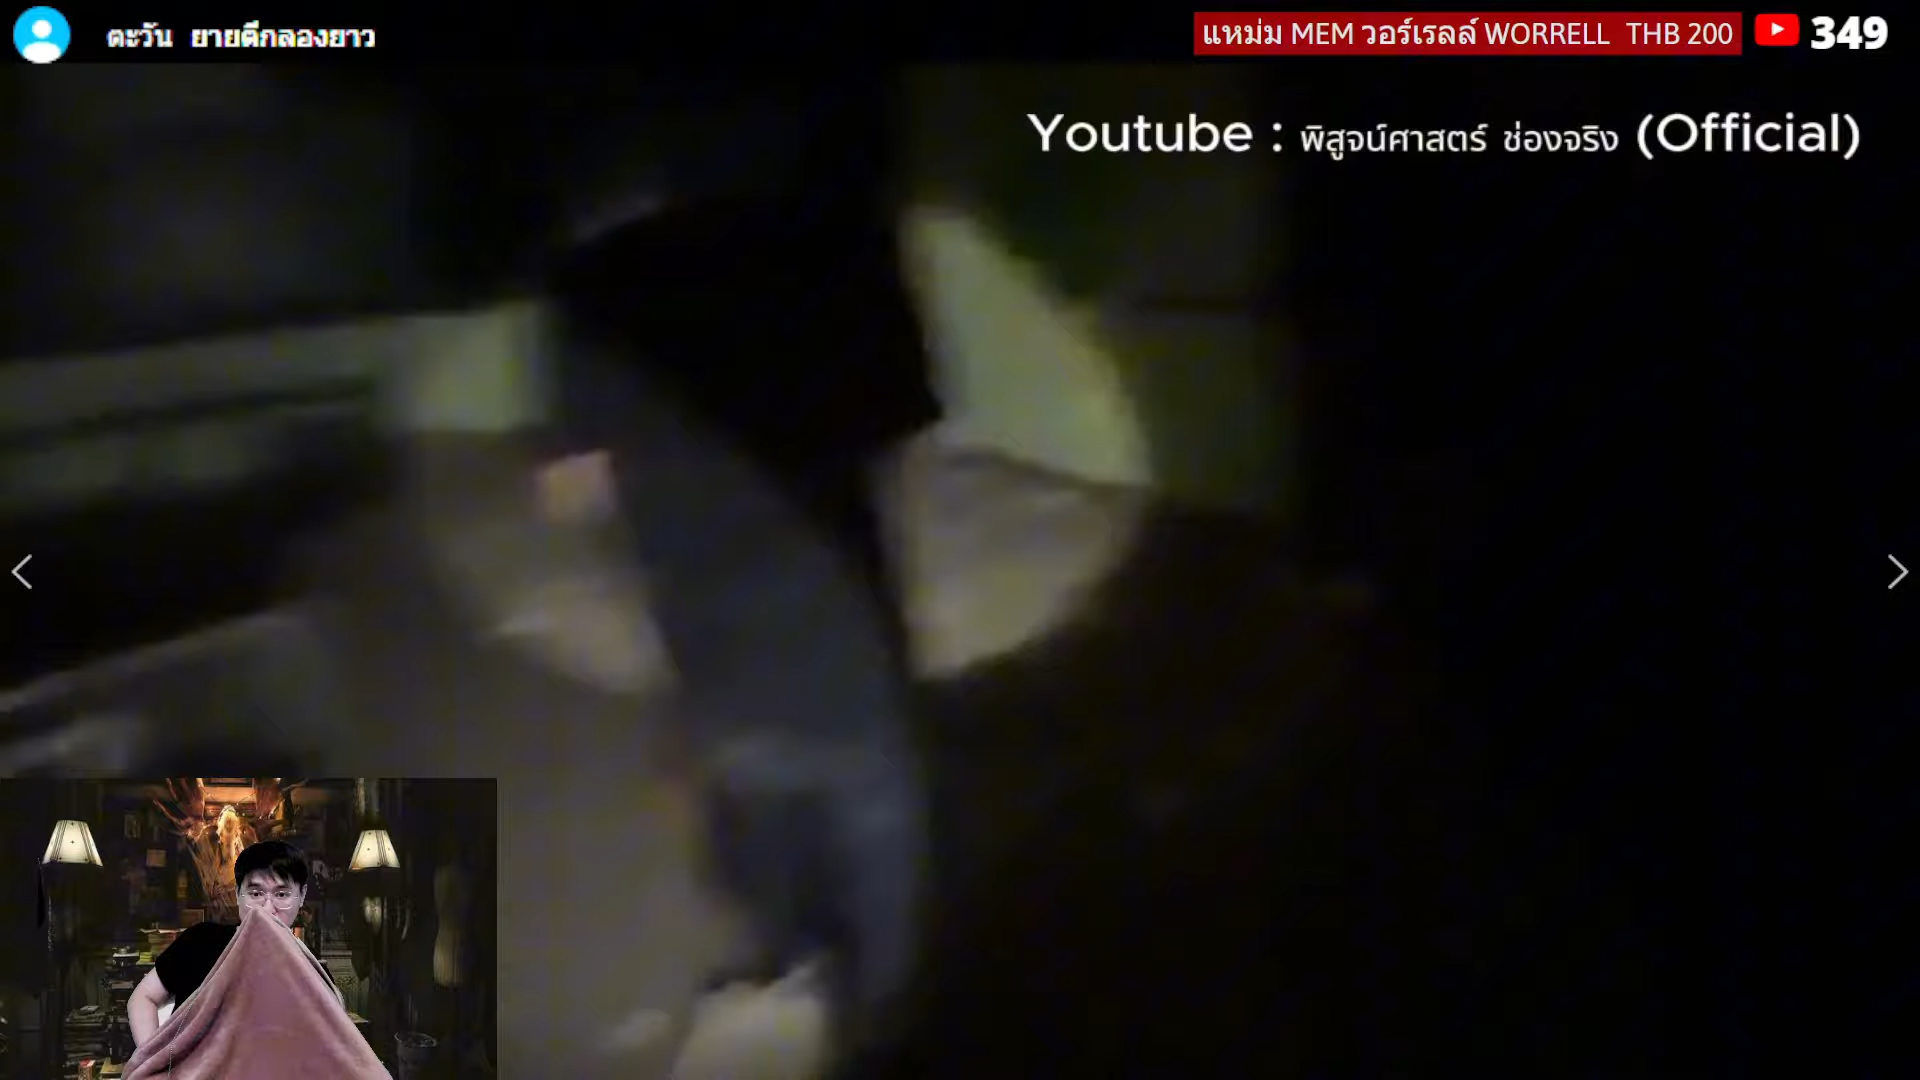 ตะวัน ยายตีกลองยาว
แหม่ม MEM วอร์เรลล์ WORRELL THB 200
349
Youtube : พิสูจน์ศาสตร์ ช่องจริง (Official)